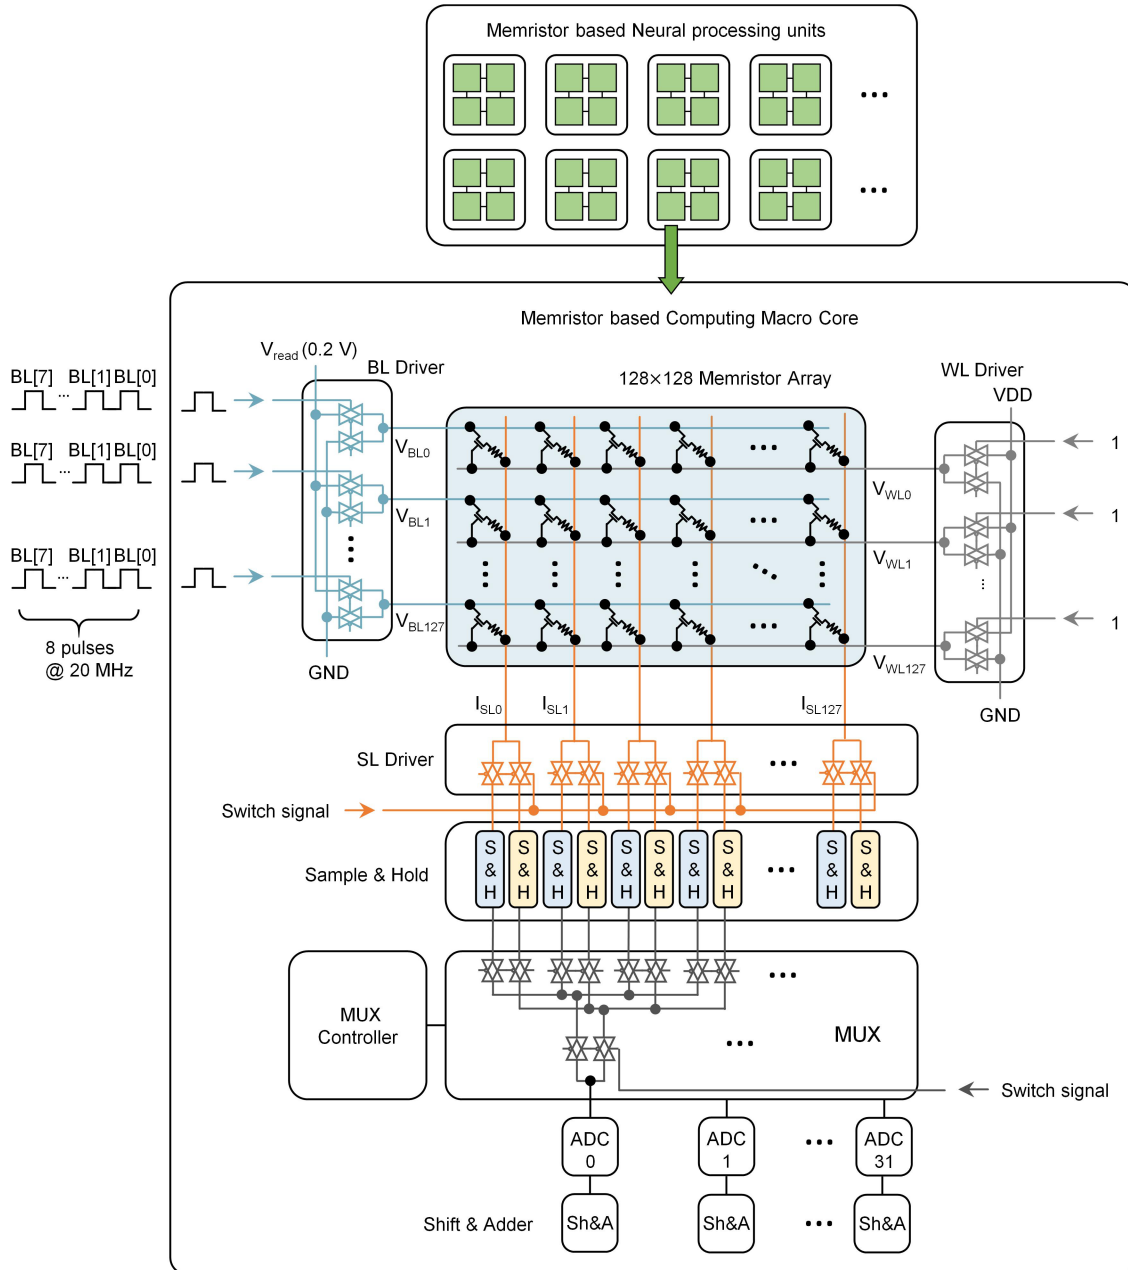 Memristor based Neural processing units
...
...
Memristor based Computing Macro Core
Vread (0.2 V)
BL Driver
128×128 Memristor Array
WL Driver
VDD
BL[7] BL[1] BL[0]
...
VBL0
...
1
VWL0
BL[7] BL[1] BL[0]
...
VBL1
...
1
VWL1
...
BL[7] BL[1] BL[0]
...
VBL127
...
1
VWL127
8 pulses
@ 20 MHz
GND
GND
ISL0
ISL1
ISL127
SL Driver
...
Switch signal
Sample & Hold
S & H
S & H
S & H
S & H
S & H
S & H
S & H
S & H
...
S & H
S & H
MUX
Controller
...
... MUX
Switch signal
ADC
0
ADC
1
...
ADC
31
Shift & Adder
Sh&A
Sh&A
...
Sh&A